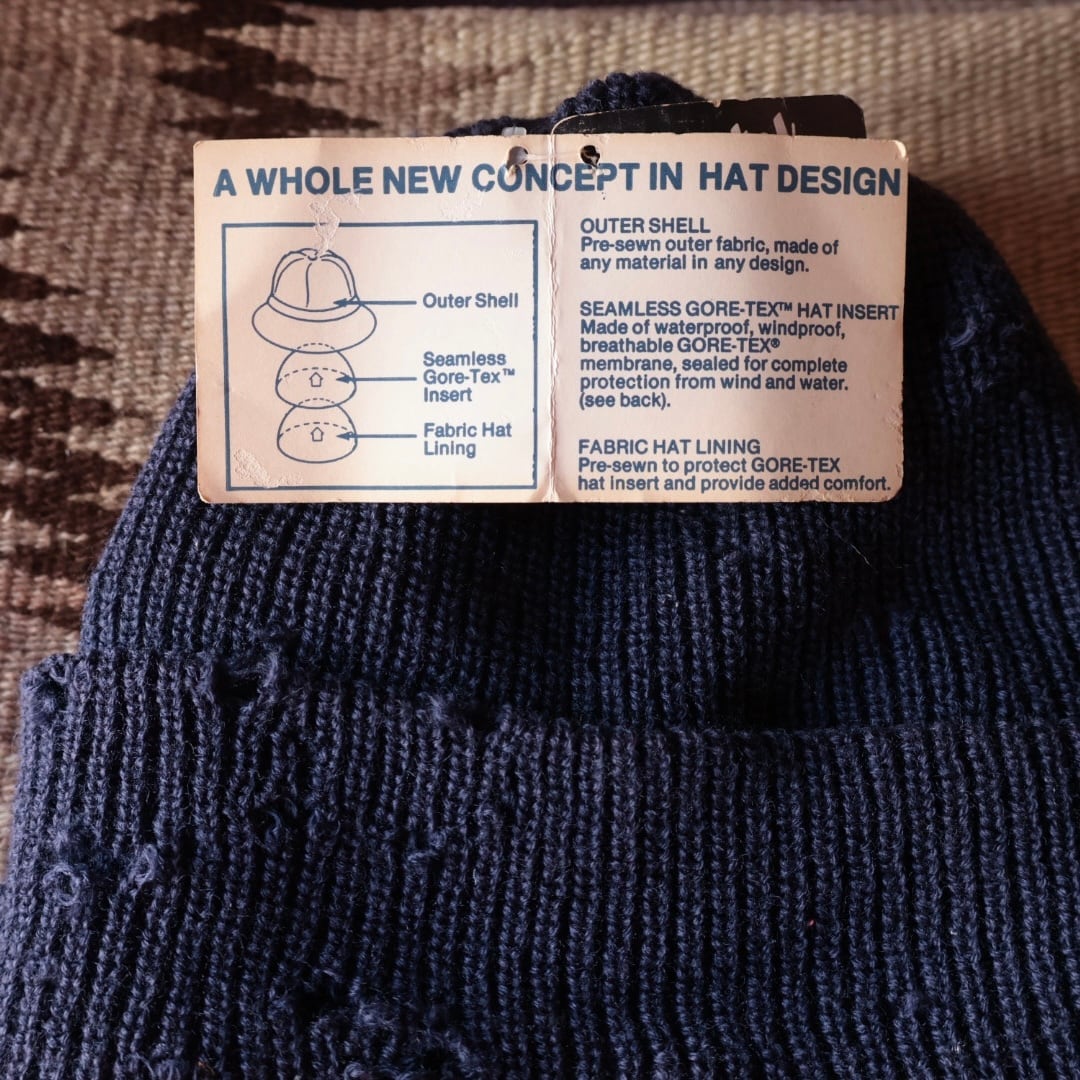 A WHOLE NEW CONCEPT IN HAT DESIGN
Outer Shell
Seamless
Gore-Tex™
Insert
Fabric Hat
Lining
OUTER SHELL
Pre-sewn outer fabric, made of
any material in any design.
SEAMLESS GORE-TEX™ HAT INSERT
Made of waterproof, windproof,
breathable GORE-TEX®
membrane, sealed for complete
protection from wind and water.
(see back).
FABRIC HAT LINING
Pre-sewn to protect GORE-TEX
hat insert and provide added comfort.